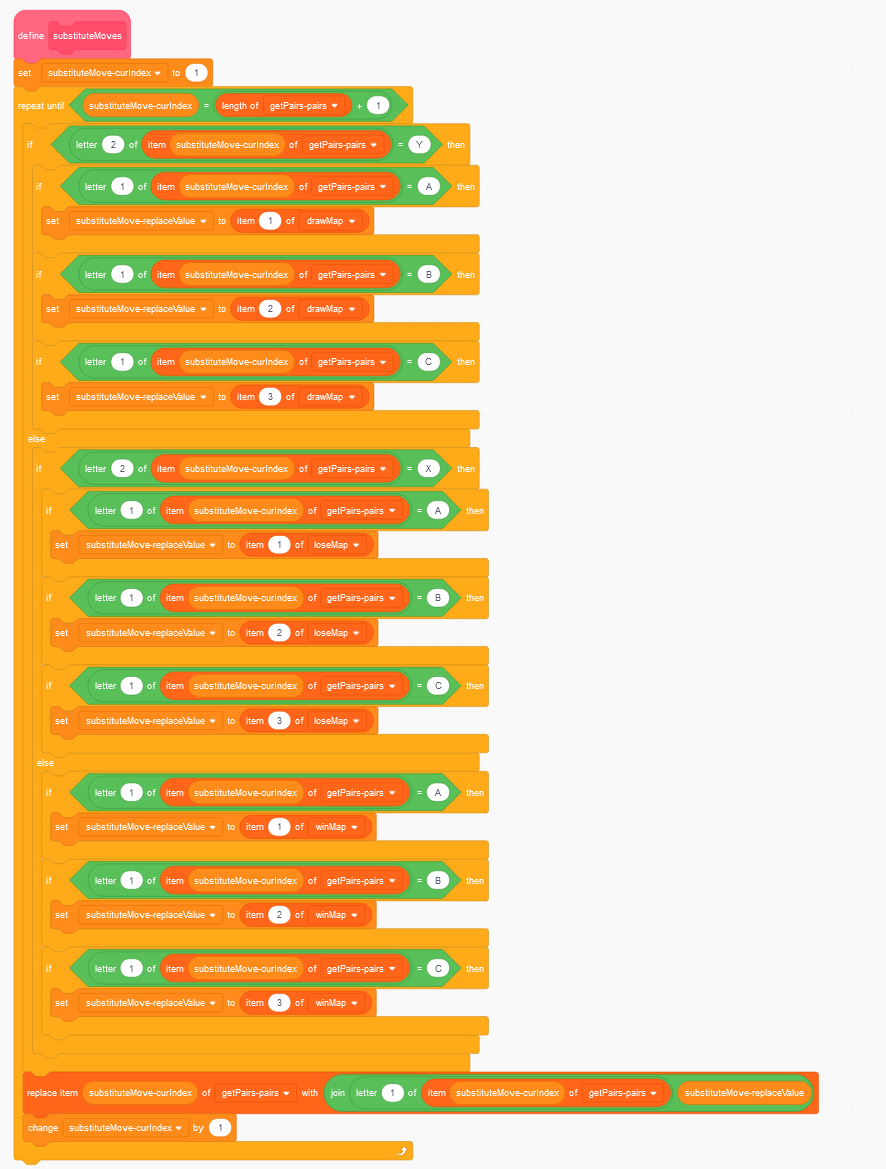 define substituteMoves
set substituteMove-curIndex to 1
repeat until substituteMove-curIndex = length of getPairs-pairs + 1
if letter 2 of item substituteMove-curIndex of getPairs-pairs = Y then
if letter 1 of item substituteMove-curIndex of getPairs-pairs = A then
set substituteMove-replaceValue to item 1 of drawMap
if letter 1 of item substituteMove-curIndex of getPairs-pairs = B then
set substituteMove-replaceValue to item 2 of drawMap
if letter 1 of item substituteMove-curIndex of getPairs-pairs = C then
set substituteMove-replaceValue to item 3 of drawMap
else
if letter 2 of item substituteMove-curIndex of getPairs-pairs = X then
if letter 1 of item substituteMove-curIndex of getPairs-pairs = A then
set substituteMove-replaceValue to item 1 of loseMap
if letter 1 of item substituteMove-curIndex of getPairs-pairs = B then
set substituteMove-replaceValue to item 2 of loseMap
if letter 1 of item substituteMove-curIndex of getPairs-pairs = C then
set substituteMove-replaceValue to item 3 of loseMap
else
if letter 1 of item substituteMove-curIndex of getPairs-pairs = A then
set substituteMove-replaceValue to item 1 of winMap
if letter 1 of item substituteMove-curIndex of getPairs-pairs = B then
set substituteMove-replaceValue to item 2 of winMap
if letter 1 of item substituteMove-curIndex of getPairs-pairs = C then
set substituteMove-replaceValue to item 3 of winMap
replace item substituteMove-curIndex of getPairs-pairs with join letter 1 of item substituteMove-curIndex of getPairs-pairs substituteMove-replaceValue
change substituteMove-curIndex by 1